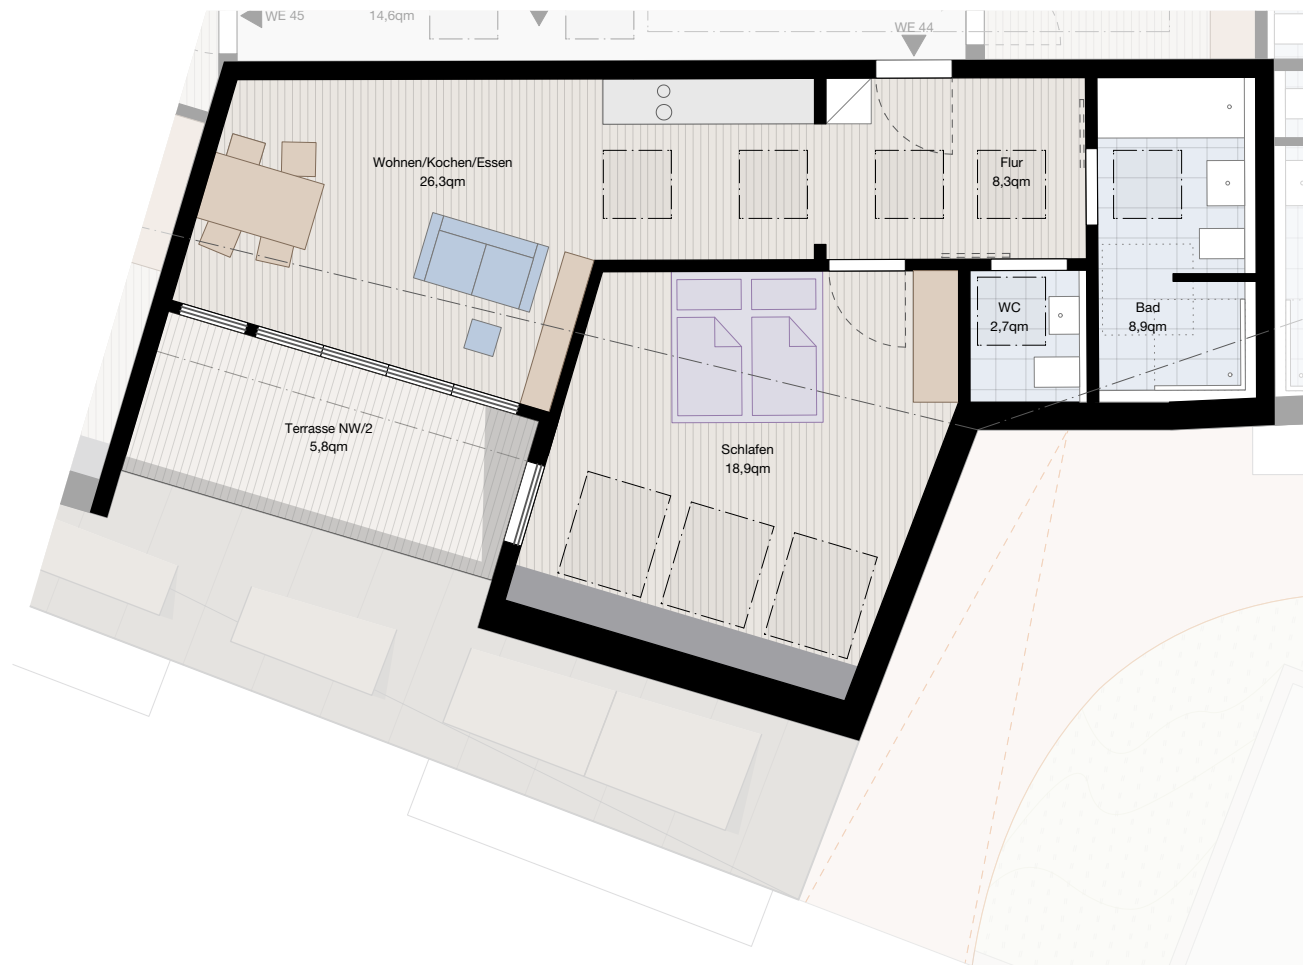 WE 45
14,6qm
WE 44
Wohnen/Kochen/Essen
26,3qm
Flur
8,3qm
WC
2,7qm
Bad
8,9qm
Terrasse NW/2
5,8qm
Schlafen
18,9qm